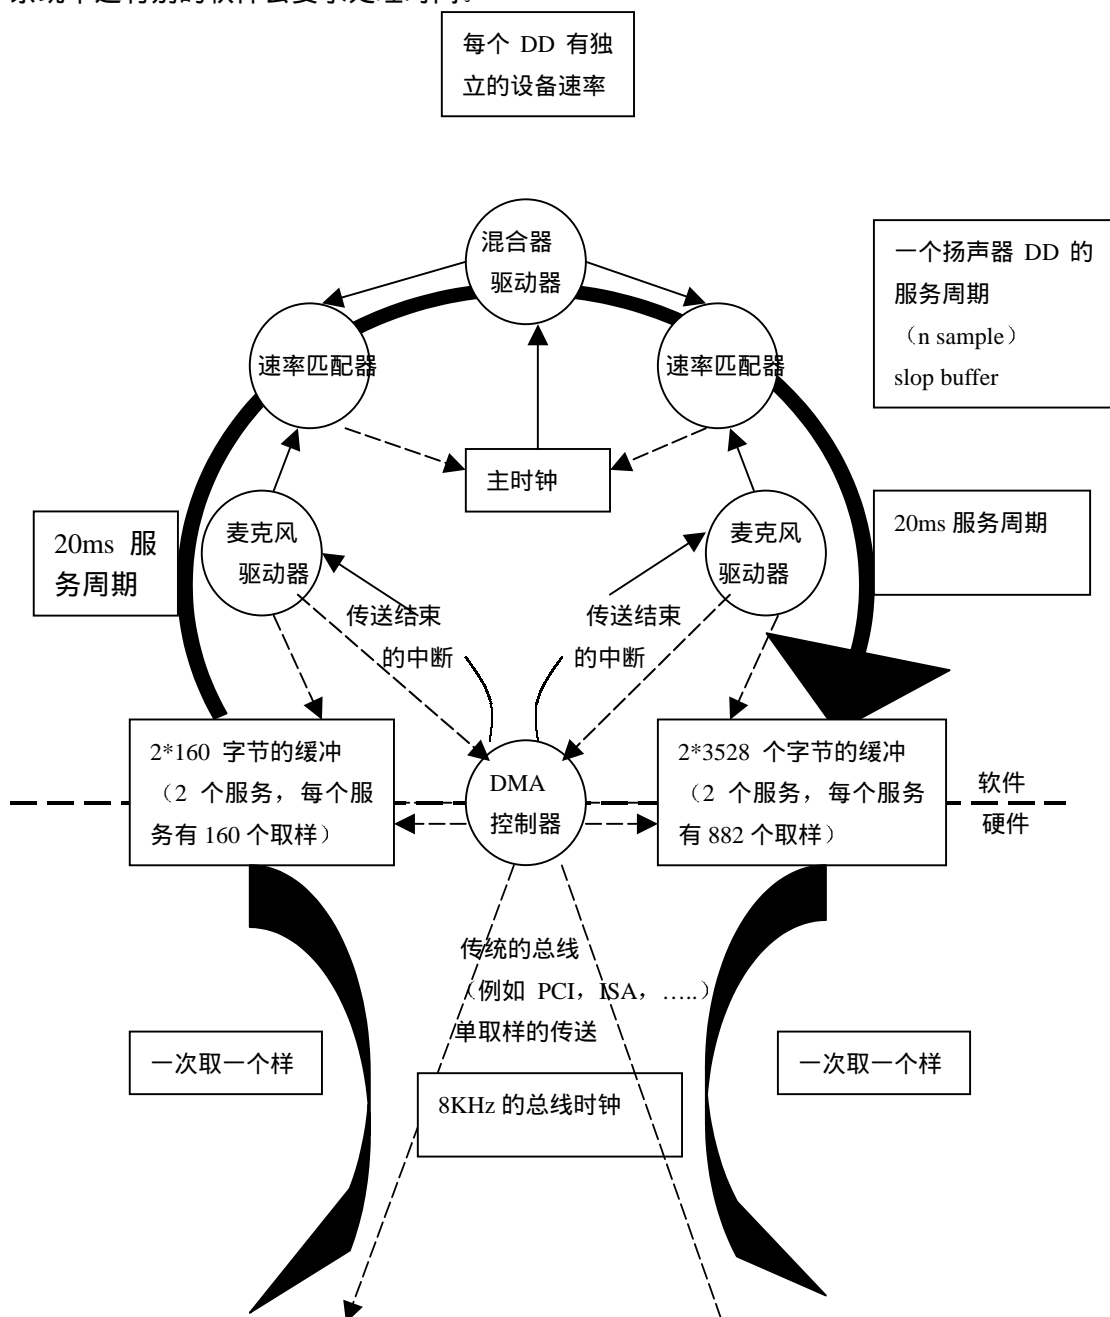 每个 DD 有独
立的设备速率
混合器
驱动器
一个扬声器 DD 的
服务周期
（n sample）
slop buffer
速率匹配器
速率匹配器
主时钟
20ms 服务周期
20ms 服
务周期
麦克风
驱动器
麦克风
驱动器
传送结束
的中断
传送结束
的中断
2*160 字节的缓冲
（2 个服务，每个服
务有 160 个取样）
DMA
控制器
2*3528 个字节的缓冲
（2 个服务，每个服务
有 882 个取样）
软件
硬件
传统的总线
（例如 PCI，ISA，…..）
单取样的传送
一次取一个样
一次取一个样
8KHz 的总线时钟